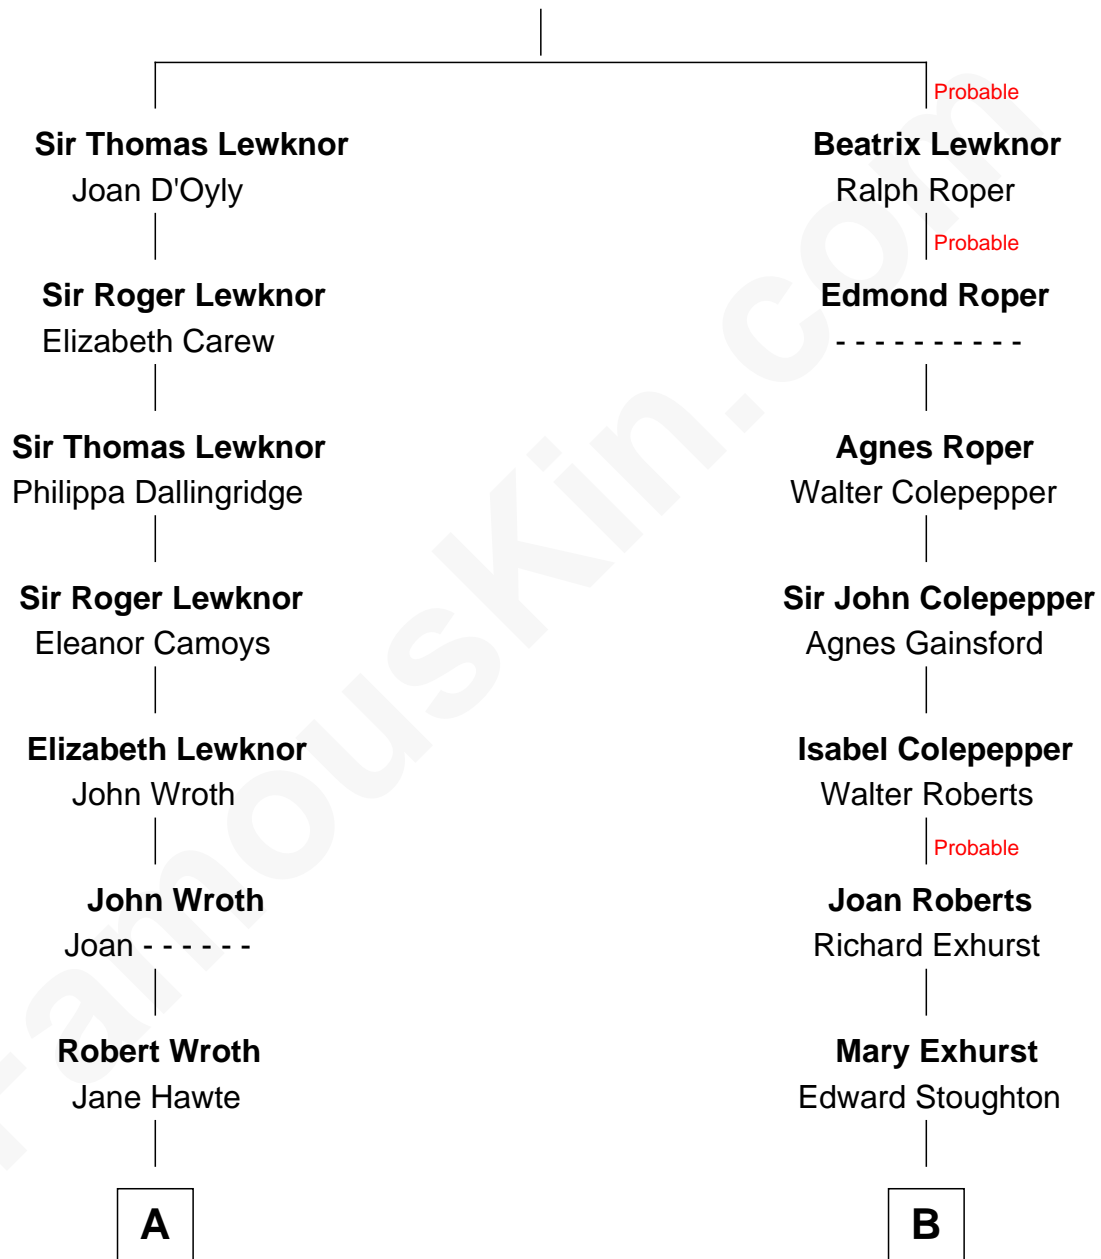 Probable
Sir Thomas Lewknor
Joan D'Oyly
Beatrix Lewknor
Ralph Roper
Probable
Sir Roger Lewknor
Elizabeth Carew
Edmond Roper
- - - - - - - - - -
Sir Thomas Lewknor
Philippa Dallingridge
Agnes Roper
Walter Colepepper
Sir Roger Lewknor
Eleanor Camoys
Sir John Colepepper
Agnes Gainsford
Elizabeth Lewknor
John Wroth
Isabel Colepepper
Walter Roberts
Probable
John Wroth
Joan - - - - - -
Joan Roberts
Richard Exhurst
Robert Wroth
Jane Hawte
Mary Exhurst
Edward Stoughton
A
B
FamousKin.com